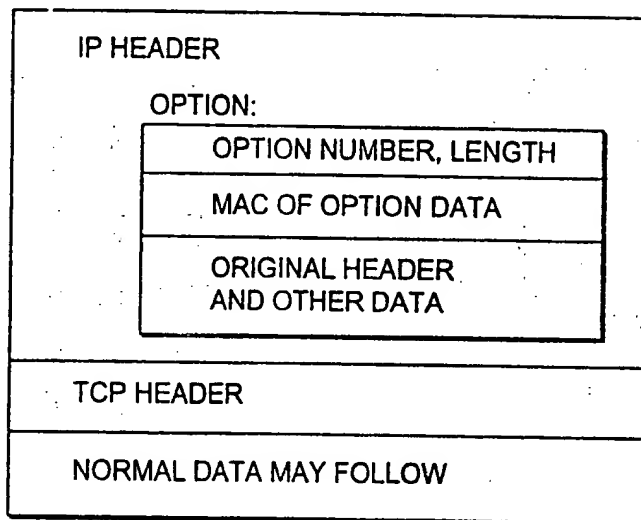 IP HEADER
OPTION:
OPTION NUMBER, LENGTH
MAC OF OPTION DATA
ORIGINAL HEADER
AND OTHER DATA
TCP HEADER
NORMAL DATA MAY FOLLOW